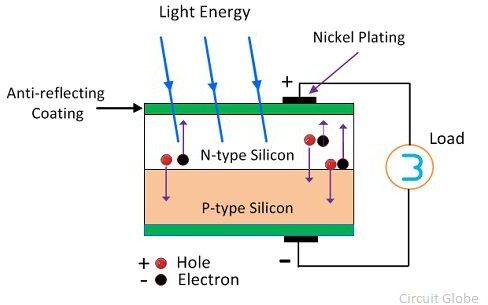 Light Energy
Nickel Plating
+
Anti-reflecting
Coating
Load
N-type Silicon
P-type Silicon
-
+ Hole
- Electron
Circuit Globe